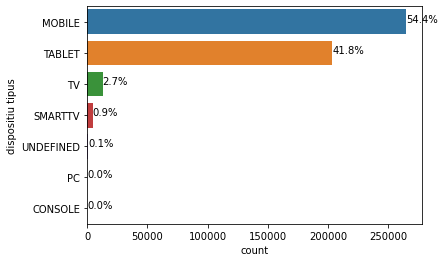 MOBILE 54.4%
TABLET 41.8%
TV 2.7%
SMARTTV 0.9%
UNDEFINED 0.1%
PC 0.0%
CONSOLE 0.0%
dispositiu tipus
0 50000 100000 150000 200000 250000
count